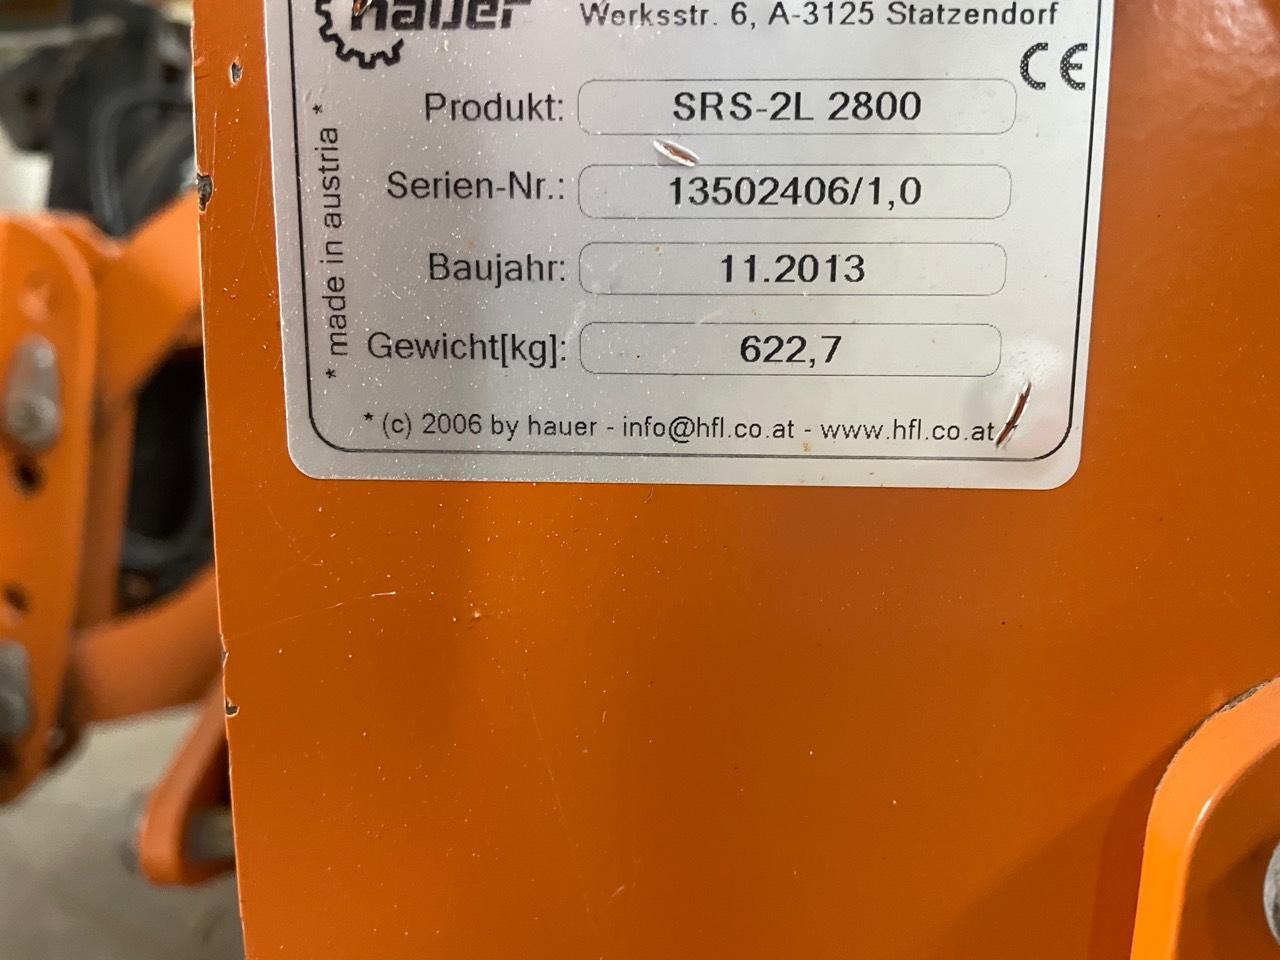 hauer
Werksstr. 6, A-3125 Statzendorf
CE
Produkt: SRS-2L 2800
Serien-Nr.: 13502406/1,0
Baujahr: 11.2013
Gewicht[kg]: 622,7
* made in austria *
* (c) 2006 by hauer - info@hfl.co.at - www.hfl.co.at